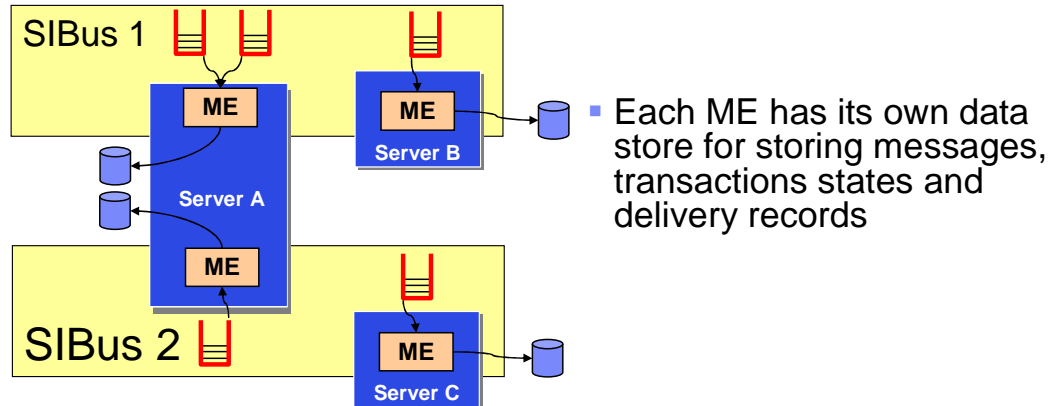 SIBus 1
ME
ME
Server B
Server A
▪ Each ME has its own data
store for storing messages,
transactions states and
delivery records
ME
SIBus 2
ME
Server C